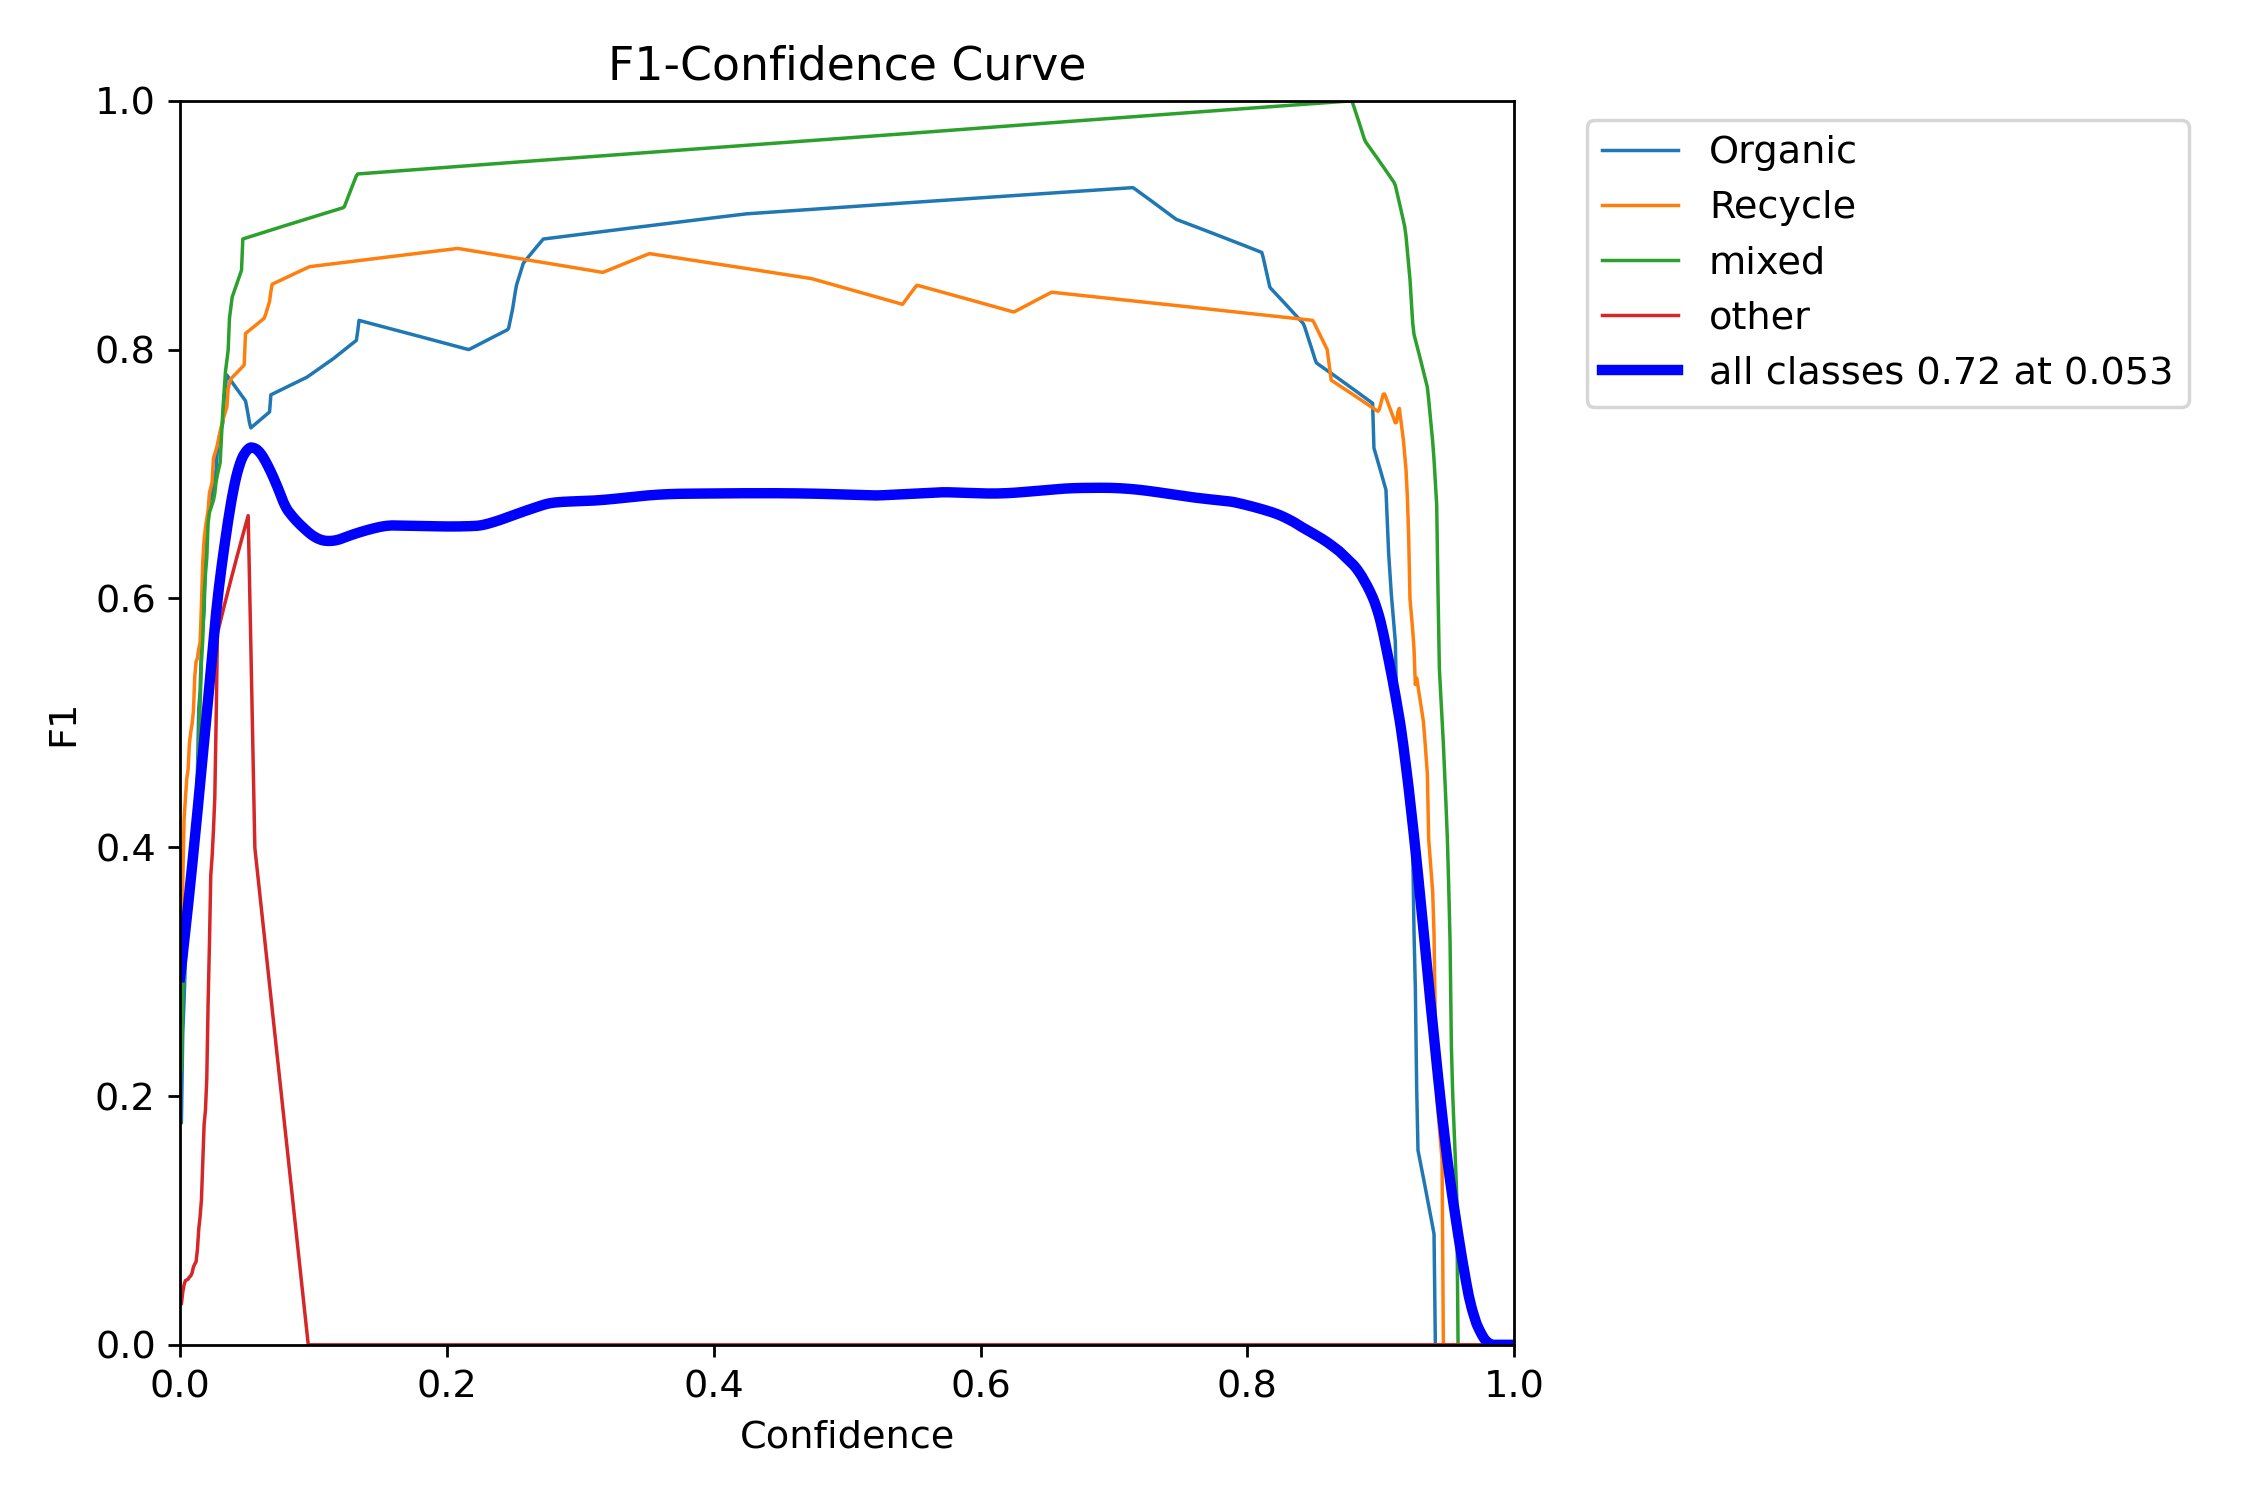 F1-Confidence Curve
1.0
0.8
0.6
0.4
0.2
0.0
F1
0.0 0.2 0.4 0.6 0.8 1.0
Confidence
Organic
Recycle
mixed
other
all classes 0.72 at 0.053